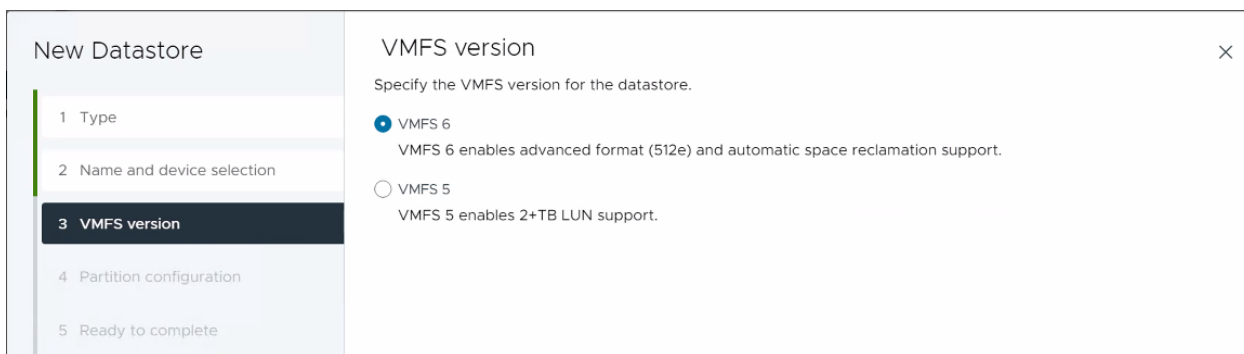 New Datastore
1 Type
2 Name and device selection
3 VMFS version
4 Partition configuration
5 Ready to complete
VMFS version
Specify the VMFS version for the datastore.
VMFS 6
VMFS 6 enables advanced format (512e) and automatic space reclamation support.
VMFS 5
VMFS 5 enables 2+TB LUN support.